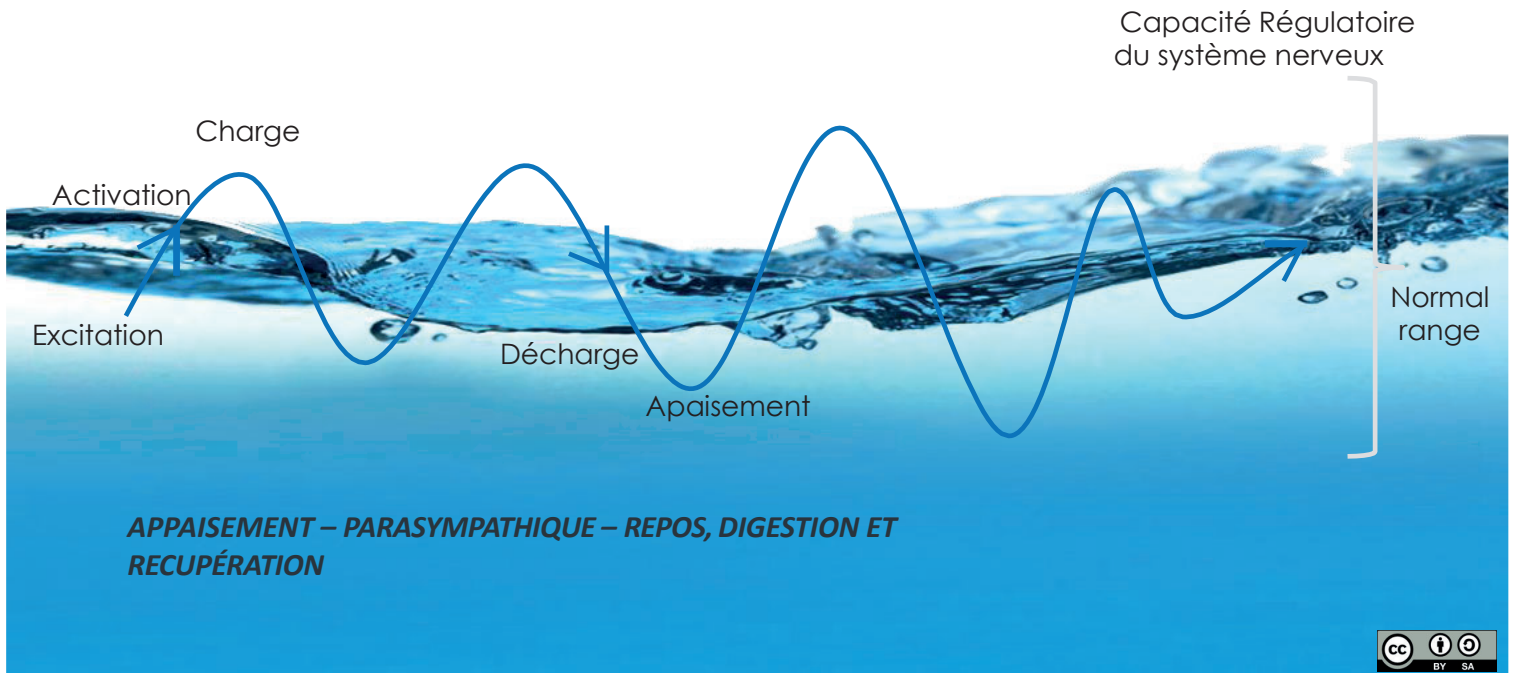 Capacité Régulatoire
du système nerveux
Charge
Activation
Excitation
Décharge
Apaisement
Normal
range
APPAISEMENT – PARASYMPATHIQUE – REPOS, DIGESTION ET
RECUPÉRATION
cc
BY SA